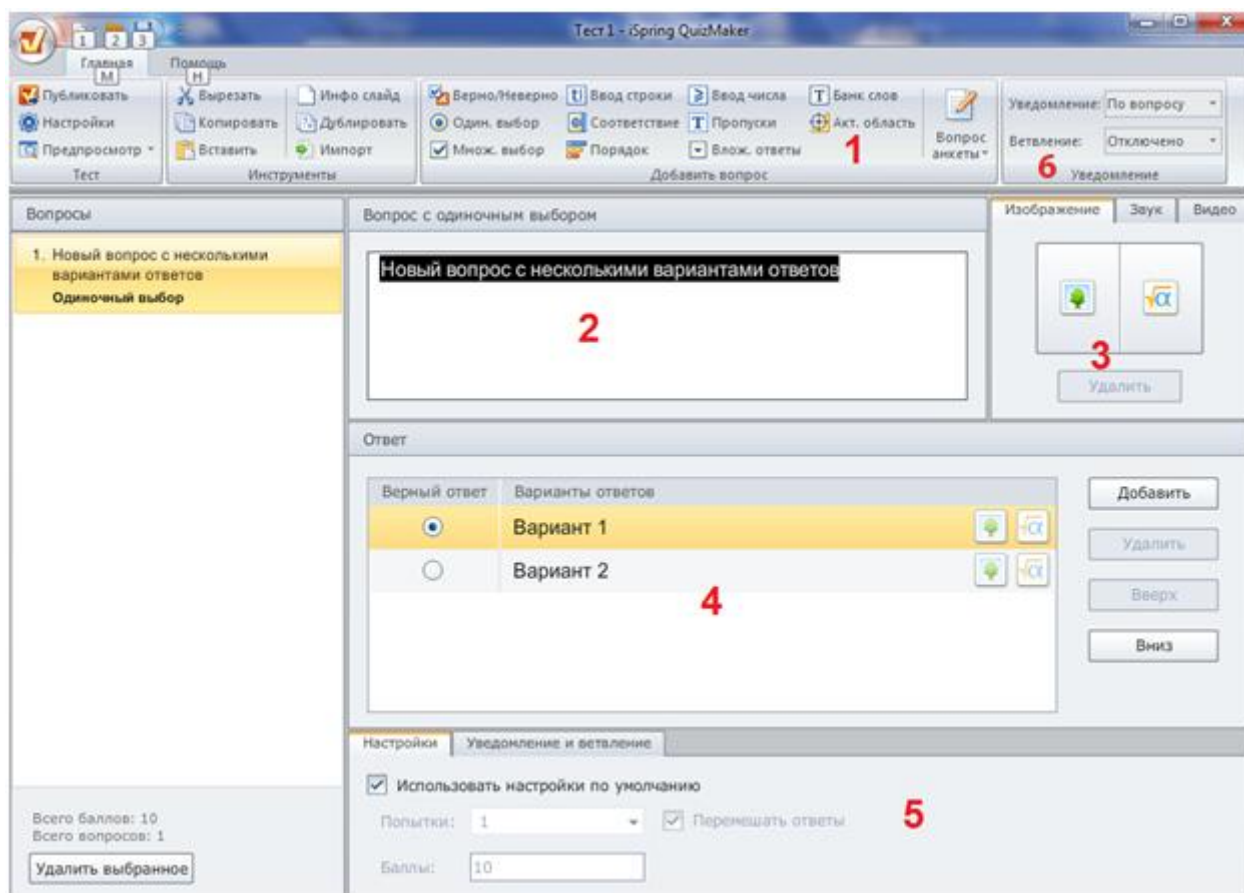 Тест1 - iSpring QuizMaker
1 2 3
Главная Помощь
М Н
Публиковать
Настройки
Предпросмотр
Тест
Вырезать Инфо слайд
Копировать Дублировать
Вставить Импорт
Инструменты
Верно/Неверно Ввод строки Ввод числа Банк слов
Один. выбор Соответствие Пропуски Акт. область
Множ. выбор Порядок Влож. ответы
1
Вопрос
анкеты
Добавить вопрос
Уведомление: По вопросу
Ветвление: Отключено
6
Уведомление
Вопросы
1. Новый вопрос с несколькими
вариантами ответов
Одиночный выбор
Всего баллов: 10
Всего вопросов: 1
Удалить выбранное
Вопрос с одиночным выбором
Новый вопрос с несколькими вариантами ответов
2
Изображение Звук Видео
√α
3
Удалить
Ответ
Верный ответ Варианты ответов
Вариант 1 √α
Вариант 2 √α
4
Добавить
Удалить
Вверх
Вниз
Настройки Уведомление и ветвление
Использовать настройки по умолчанию
Попытки: 1 Перемешать ответы
5
Баллы: 10